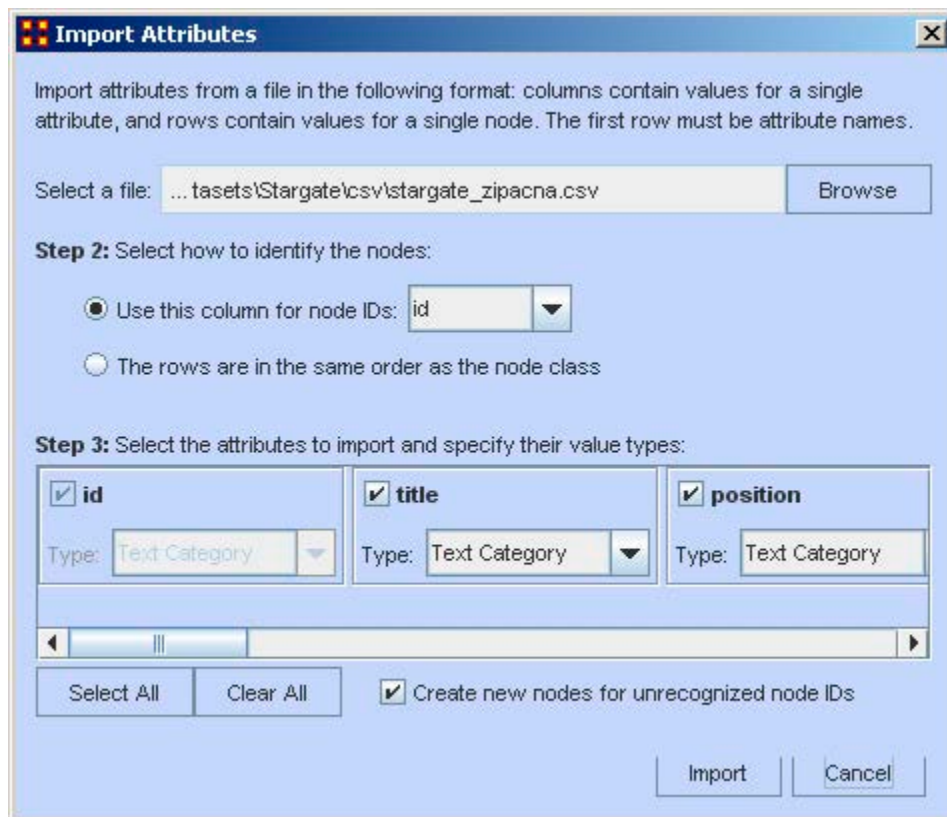 Import Attributes
Import attributes from a file in the following format: columns contain values for a single
attribute, and rows contain values for a single node. The first row must be attribute names.
Select a file: ... tasets\Stargate\csv\stargate_zipacna.csv Browse
Step 2: Select how to identify the nodes:
Use this column for node IDs: id
The rows are in the same order as the node class
Step 3: Select the attributes to import and specify their value types:
id title position
Type: Text Category Type: Text Category Type: Text Category
Select All Clear All Create new nodes for unrecognized node IDs
Import Cancel